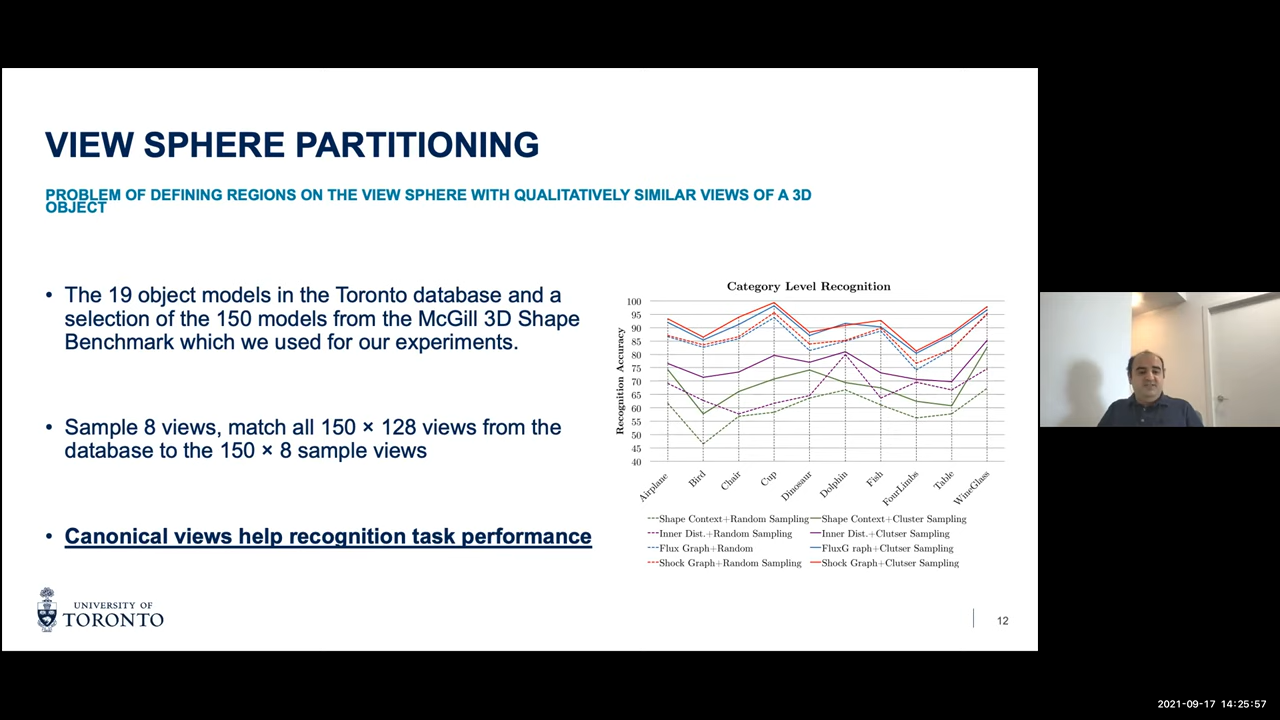 VIEW SPHERE PARTITIONING
PROBLEM OF DEFINING REGIONS ON THE VIEW SPHERE WITH QUALITATIVELY SIMILAR VIEWS OF A 3D
OBJECT
• The 19 object models in the Toronto database and a
selection of the 150 models from the McGill 3D Shape
Benchmark which we used for our experiments.
• Sample 8 views, match all 150 × 128 views from the
database to the 150 × 8 sample views
• Canonical views help recognition task performance
Category Level Recognition
Recognition Accuracy
100
95
90
85
80
75
70
65
60
55
50
45
40
Airplane
Bird
Chair
Cup
Dinosaur
Dolphin
Fish
FourLimbs
Table
WineGlass
Shape Context+Random Sampling
Shape Context+Cluster Sampling
Inner Dist.+Random Sampling
Inner Dist.+Clutser Sampling
Flux Graph+Random
FluxG raph+Clutser Sampling
Shock Graph+Random Sampling
Shock Graph+Clutser Sampling
UNIVERSITY OF
TORONTO
12
2021-09-17 14:25:57